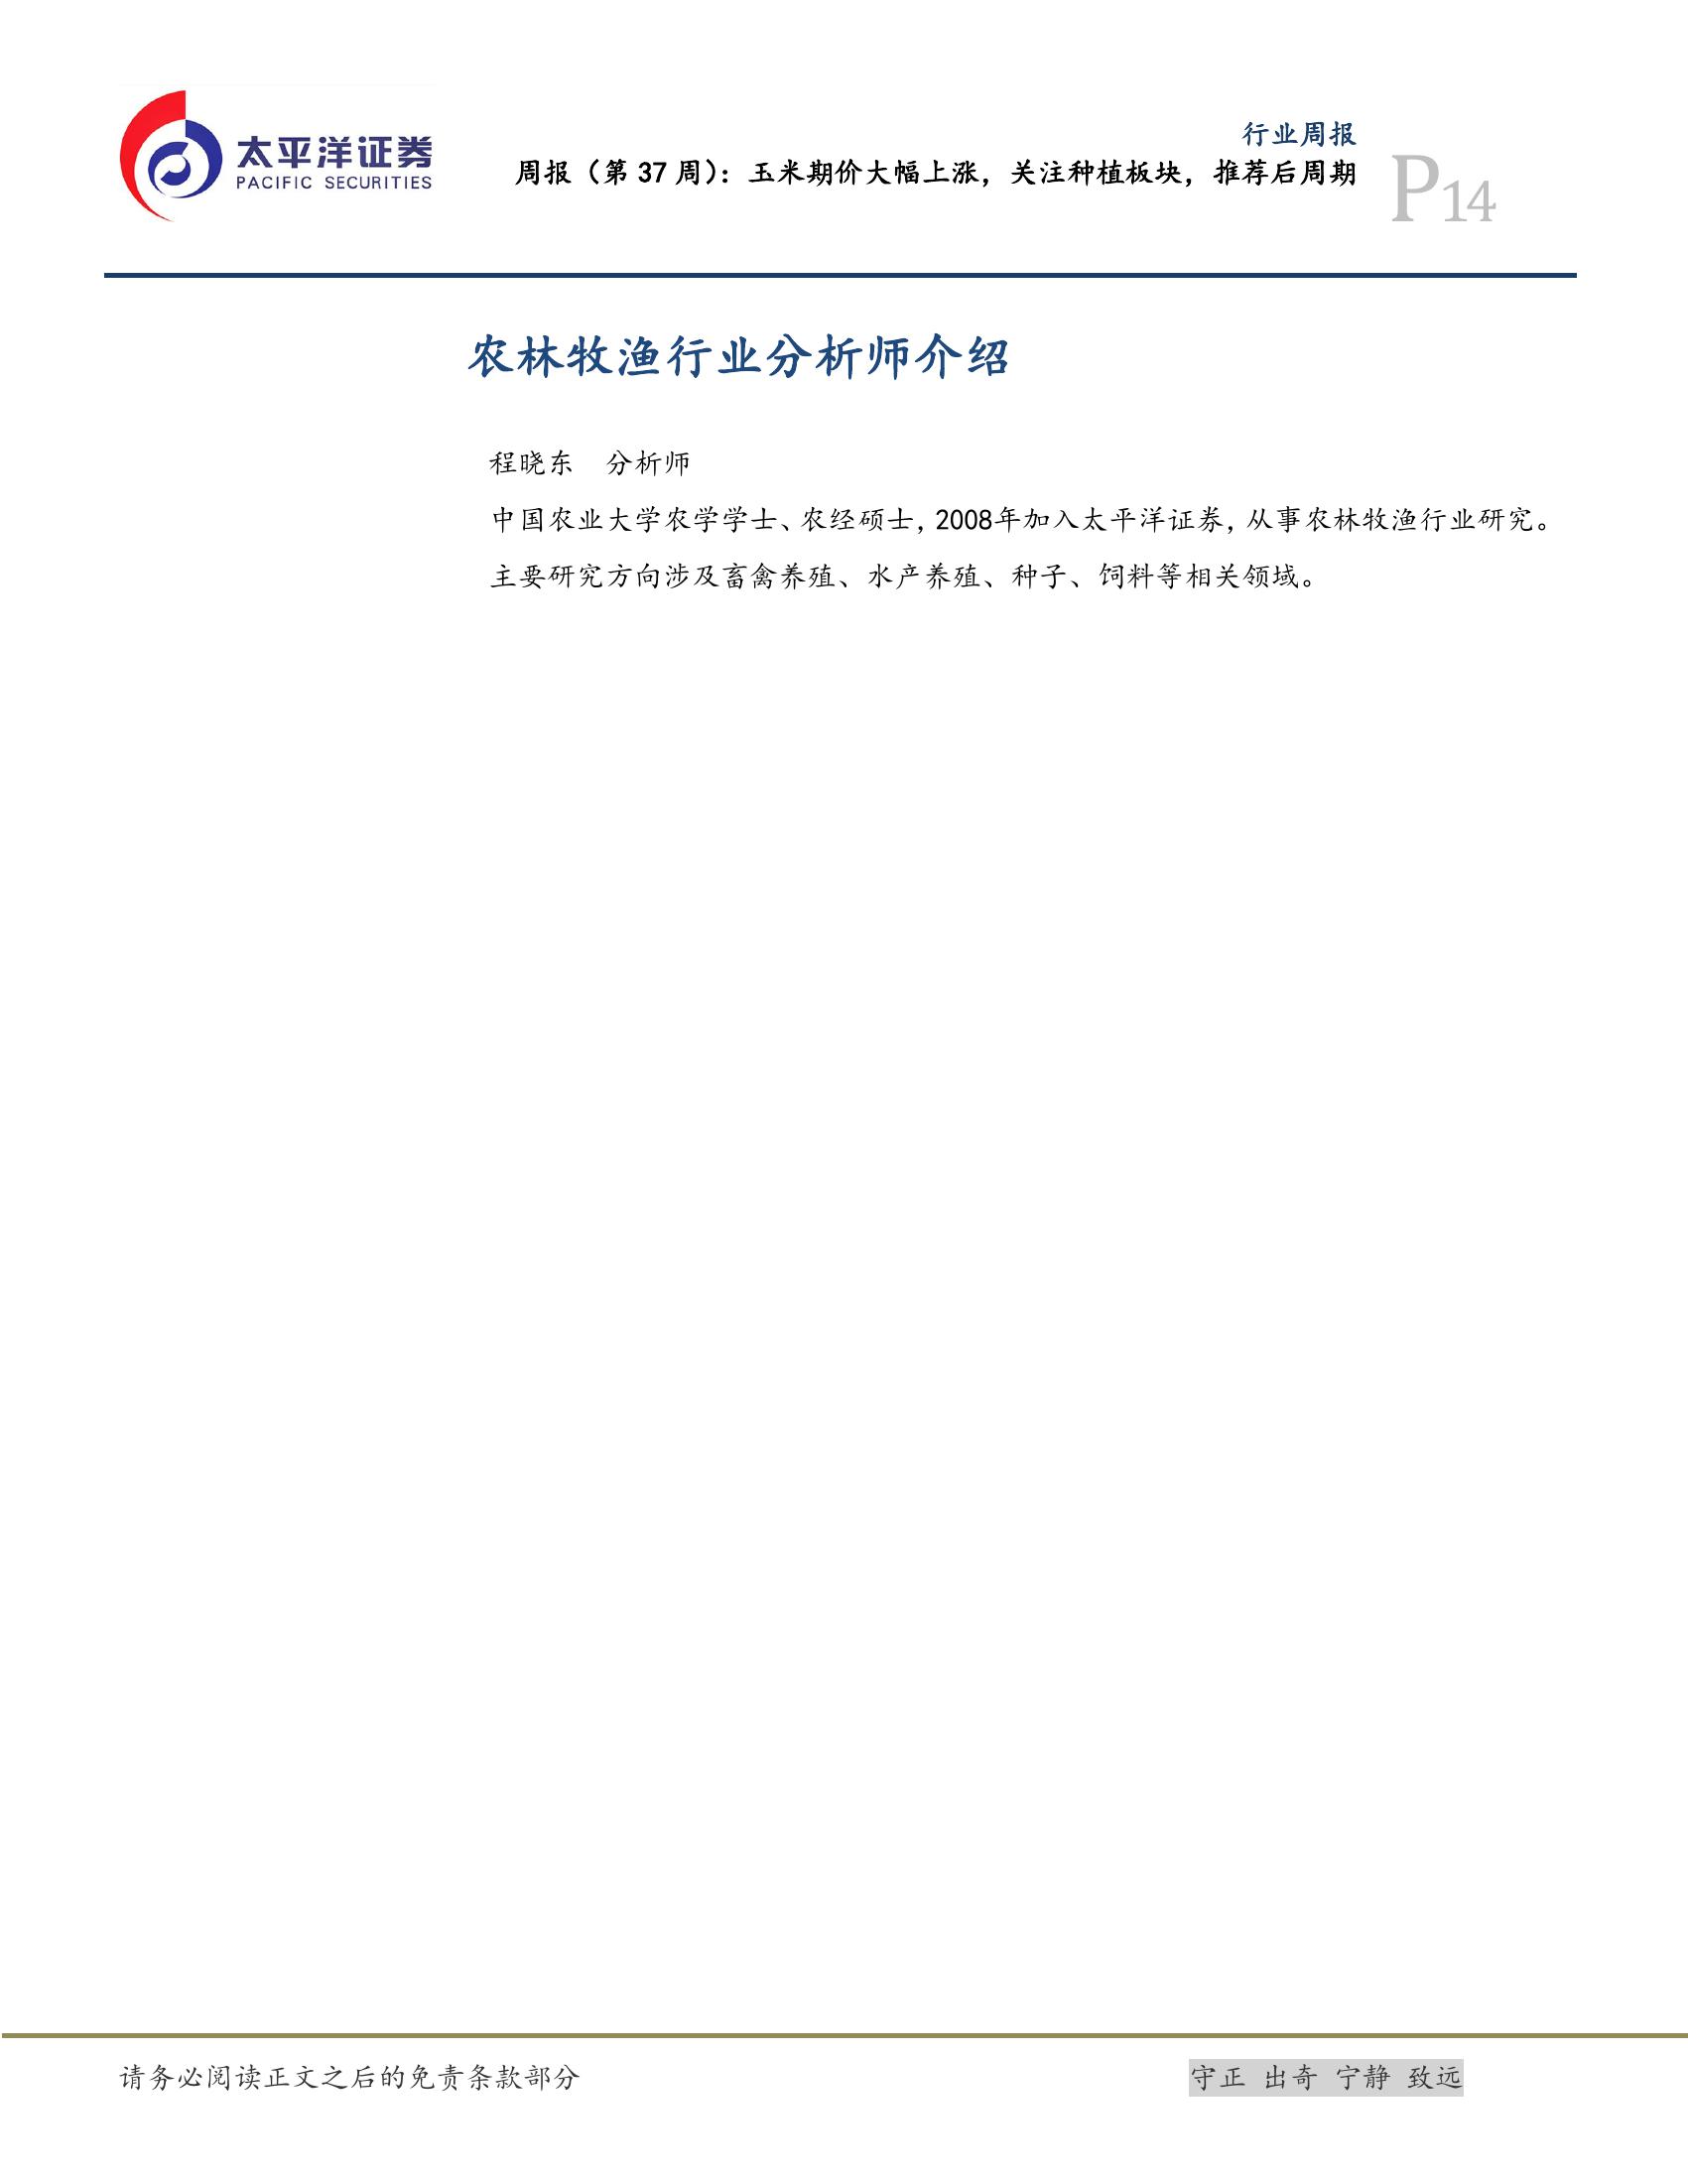 太平洋证券
PACIFIC SECURITIES
行业周报
周报（第 37 周）：玉米期价大幅上涨，关注种植板块，推荐后周期
P14
农林牧渔行业分析师介绍
程晓东　分析师
中国农业大学农学学士、农经硕士，2008年加入太平洋证券，从事农林牧渔行业研究。
主要研究方向涉及畜禽养殖、水产养殖、种子、饲料等相关领域。
请务必阅读正文之后的免责条款部分
守正 出奇 宁静 致远